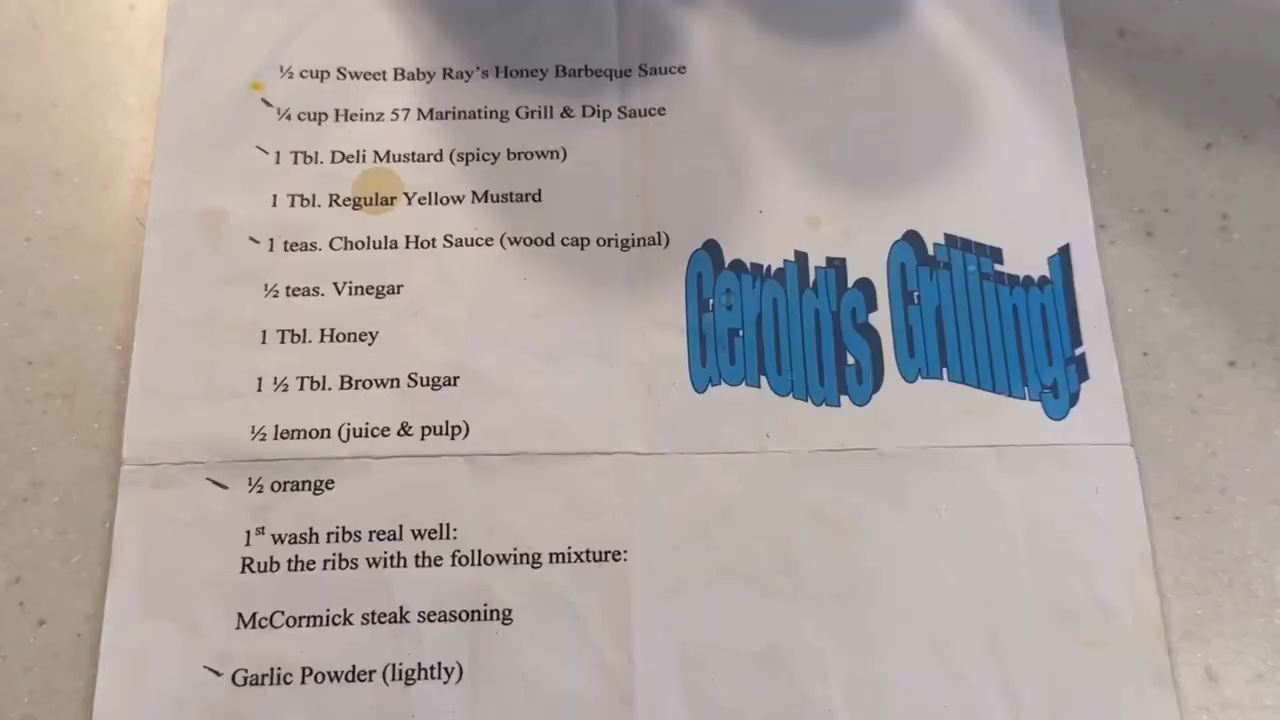 ½ cup Sweet Baby Ray's Honey Barbeque Sauce
¼ cup Heinz 57 Marinating Grill & Dip Sauce
1 Tbl. Deli Mustard (spicy brown)
1 Tbl. Regular Yellow Mustard
1 teas. Cholula Hot Sauce (wood cap original)
½ teas. Vinegar
1 Tbl. Honey
1 ½ Tbl. Brown Sugar
½ lemon (juice & pulp)
½ orange
1st wash ribs real well:
Rub the ribs with the following mixture:
McCormick steak seasoning
Garlic Powder (lightly)
Gerold's Grilling!